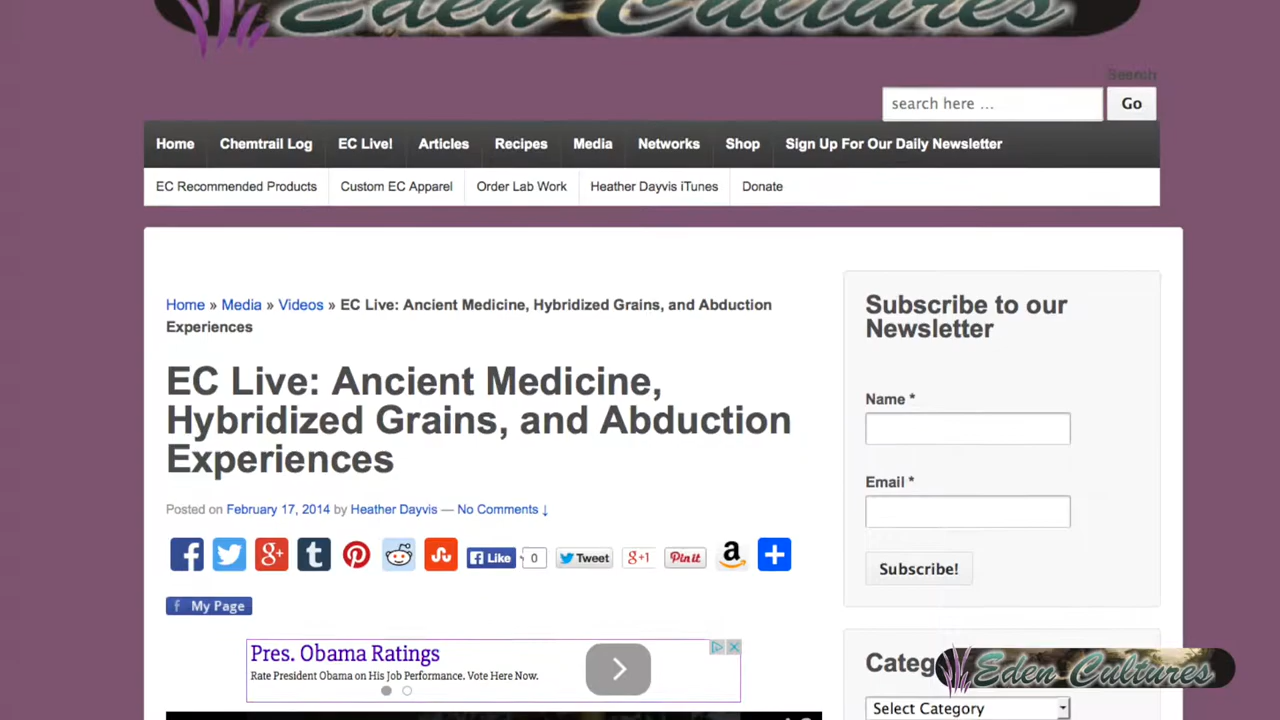 Eden Cultures
Search
search here ...
Go
Home
Chemtrail Log
EC Live!
Articles
Recipes
Media
Networks
Shop
Sign Up For Our Daily Newsletter
EC Recommended Products
Custom EC Apparel
Order Lab Work
Heather Dayvis iTunes
Donate
Home » Media » Videos » EC Live: Ancient Medicine, Hybridized Grains, and Abduction
Experiences
EC Live: Ancient Medicine,
Hybridized Grains, and Abduction
Experiences
Posted on February 17, 2014 by Heather Dayvis — No Comments ↓
Like
0
Tweet
g+1
Pin it
My Page
Pres. Obama Ratings
Rate President Obama on His Job Performance. Vote Here Now.
Subscribe to our
Newsletter
Name *
Email *
Subscribe!
Categ
Select Category
Eden Cultures